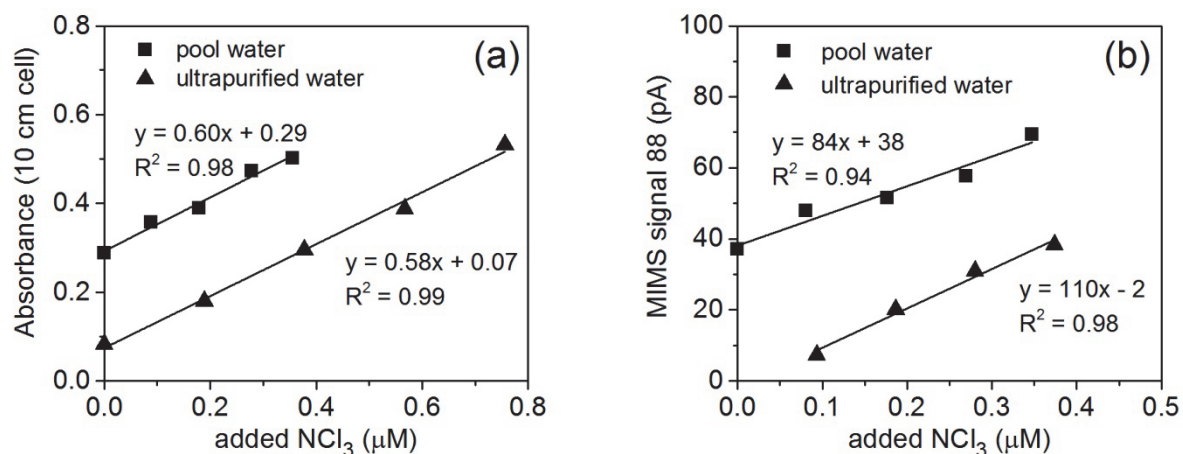 (a)
pool water
ultrapurified water
y = 0.60x + 0.29
R² = 0.98
y = 0.58x + 0.07
R² = 0.99
Absorbance (10 cm cell)
0.8
0.6
0.4
0.2
0.0
0.0 0.2 0.4 0.6 0.8
added NCl₃ (μM)
(b)
pool water
ultrapurified water
y = 84x + 38
R² = 0.94
y = 110x - 2
R² = 0.98
MIMS signal 88 (pA)
100
80
60
40
20
0
0.0 0.1 0.2 0.3 0.4 0.5
added NCl₃ (μM)